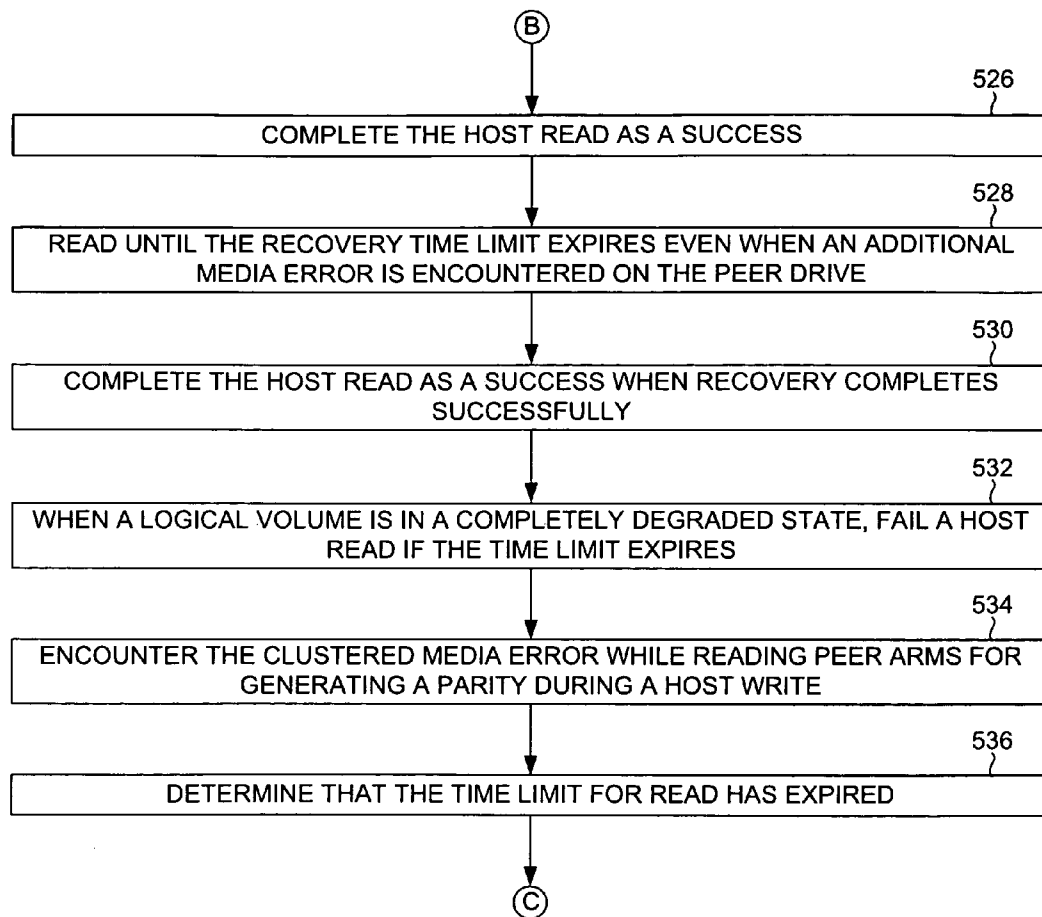 B
526
COMPLETE THE HOST READ AS A SUCCESS
528
READ UNTIL THE RECOVERY TIME LIMIT EXPIRES EVEN WHEN AN ADDITIONAL
MEDIA ERROR IS ENCOUNTERED ON THE PEER DRIVE
530
COMPLETE THE HOST READ AS A SUCCESS WHEN RECOVERY COMPLETES
SUCCESSFULLY
532
WHEN A LOGICAL VOLUME IS IN A COMPLETELY DEGRADED STATE, FAIL A HOST
READ IF THE TIME LIMIT EXPIRES
534
ENCOUNTER THE CLUSTERED MEDIA ERROR WHILE READING PEER ARMS FOR
GENERATING A PARITY DURING A HOST WRITE
536
DETERMINE THAT THE TIME LIMIT FOR READ HAS EXPIRED
C